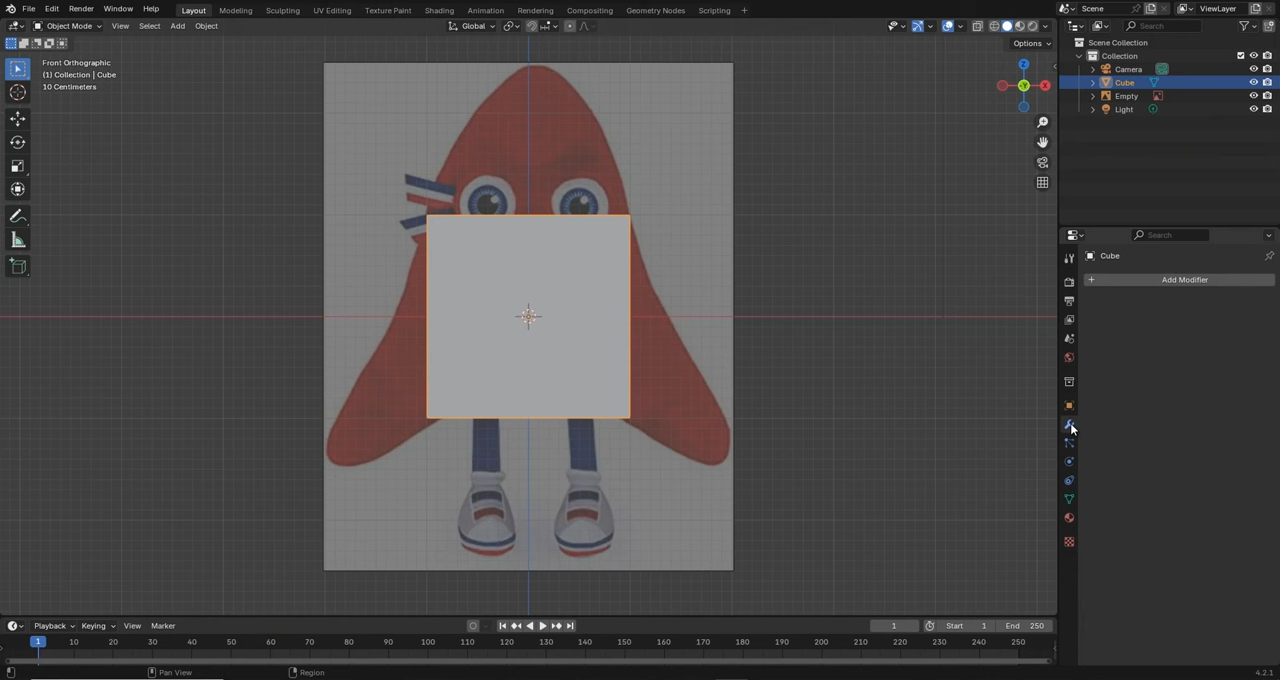 File Edit Render Window Help Layout Modeling Sculpting UV Editing Texture Paint Shading Animation Rendering Compositing Geometry Nodes Scripting + Scene ViewLayer
Object Mode View Select Add Object Global Search
Options
Front Orthographic
(1) Collection | Cube
10 Centimeters
Z
Y
X
Scene Collection
Collection
Camera
Cube
Empty
Light
Search
Cube
+ Add Modifier
Playback Keying View Marker 1 Start 1 End 250
1 10 20 30 40 50 60 70 80 90 100 110 120 130 140 150 160 170 180 190 200 210 220 230 240 250
Pan View Region 4.2.1